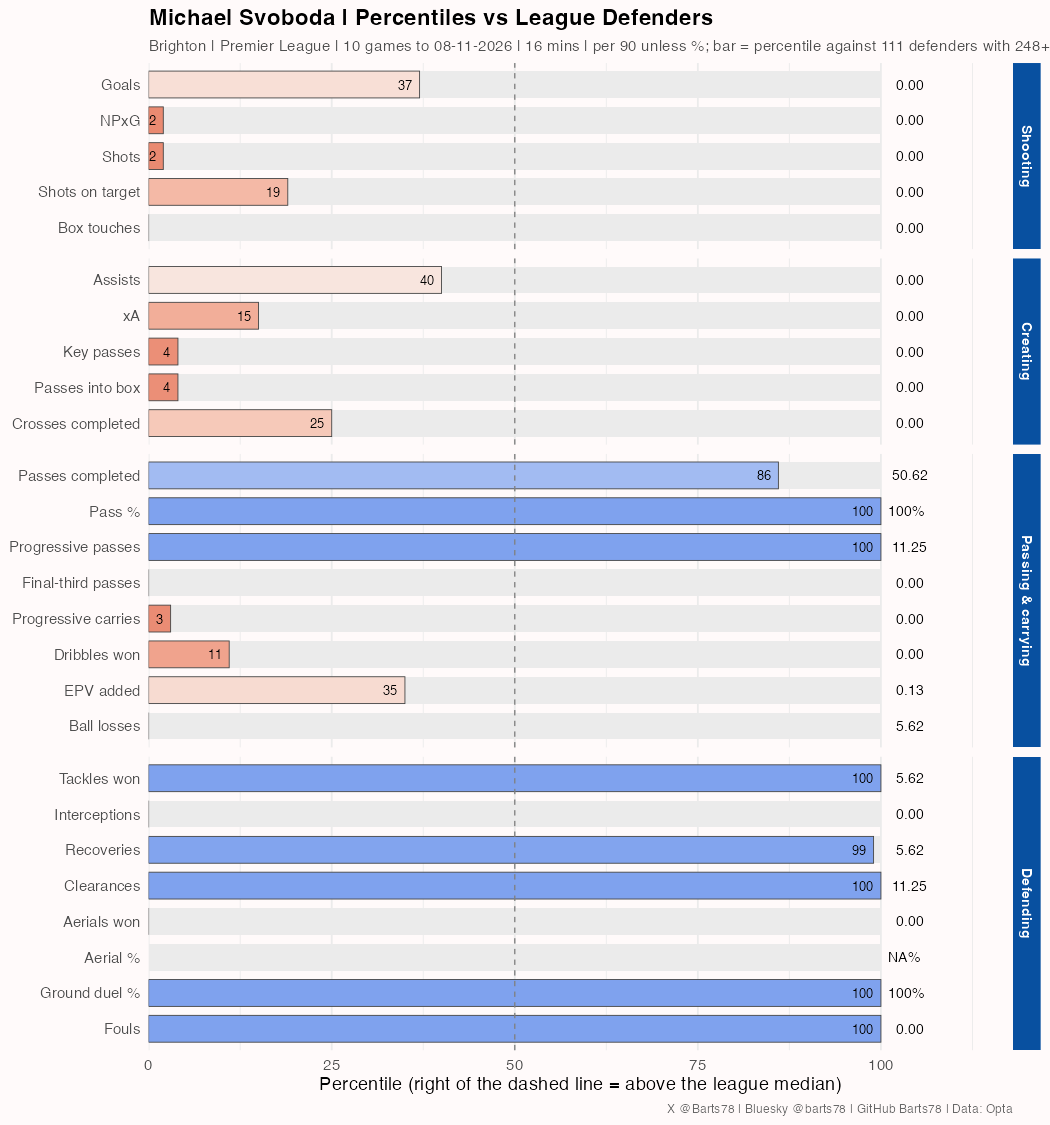 Michael Svoboda | Percentiles vs League Defenders
Brighton | Premier League | 10 games to 08-11-2026 | 16 mins | per 90 unless %; bar = percentile against 111 defenders with 248+
Goals 37 0.00
NPxG 2 0.00
Shots 2 0.00
Shots on target 19 0.00
Box touches 0.00
Shooting
Assists 40 0.00
xA 15 0.00
Key passes 4 0.00
Passes into box 4 0.00
Crosses completed 25 0.00
Creating
Passes completed 86 50.62
Pass % 100 100%
Progressive passes 100 11.25
Final-third passes 0.00
Progressive carries 3 0.00
Dribbles won 11 0.00
EPV added 35 0.13
Ball losses 5.62
Passing & carrying
Tackles won 100 5.62
Interceptions 0.00
Recoveries 99 5.62
Clearances 100 11.25
Aerials won 0.00
Aerial % NA%
Ground duel % 100 100%
Fouls 100 0.00
Defending
0 25 50 75 100
Percentile (right of the dashed line = above the league median)
X @Barts78 | Bluesky @barts78 | GitHub Barts78 | Data: Opta